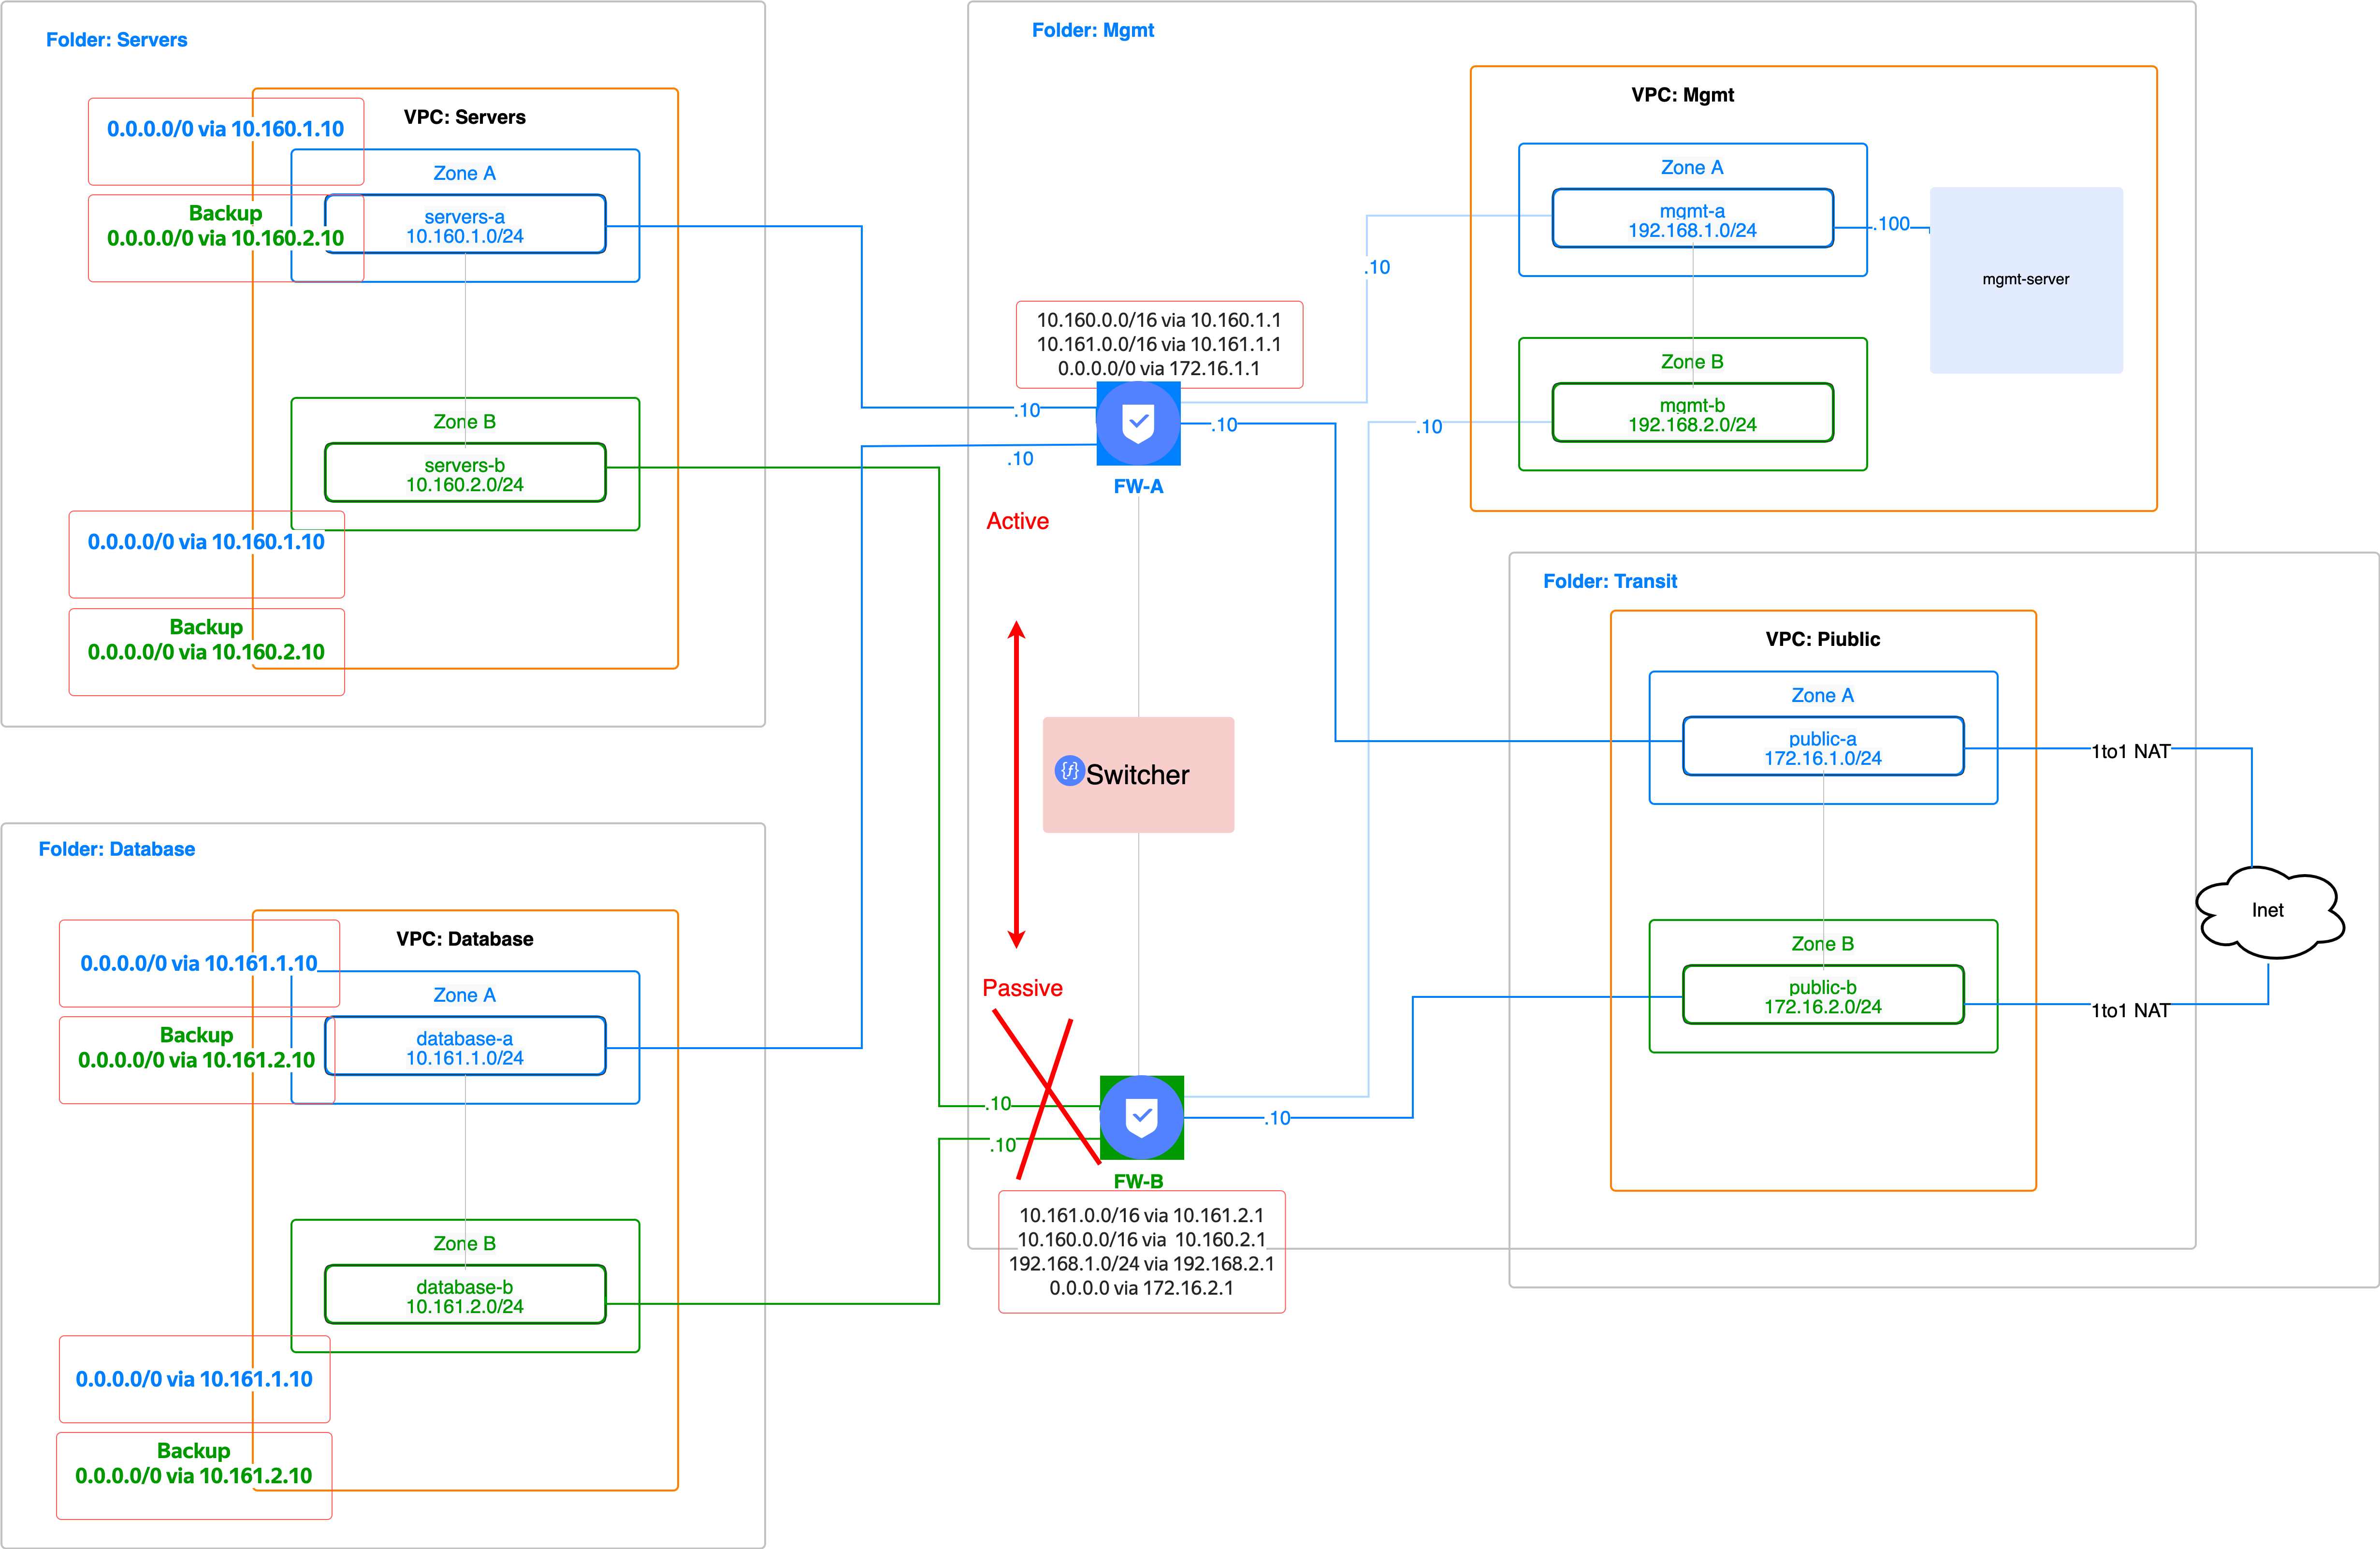 Folder: Servers
VPC: Servers
0.0.0.0/0 via 10.160.1.10
Zone A
Backup
0.0.0.0/0 via 10.160.2.10
servers-a
10.160.1.0/24
Zone B
servers-b
10.160.2.0/24
0.0.0.0/0 via 10.160.1.10
Backup
0.0.0.0/0 via 10.160.2.10
Folder: Database
VPC: Database
0.0.0.0/0 via 10.161.1.10
Zone A
Backup
0.0.0.0/0 via 10.161.2.10
database-a
10.161.1.0/24
Zone B
database-b
10.161.2.0/24
0.0.0.0/0 via 10.161.1.10
Backup
0.0.0.0/0 via 10.161.2.10
Folder: Mgmt
10.160.0.0/16 via 10.160.1.1
10.161.0.0/16 via 10.161.1.1
0.0.0.0/0 via 172.16.1.1
.10
.10
.10
.10
.10
FW-A
Active
{ƒ}
Switcher
Passive
.10
.10
.10
FW-B
10.161.0.0/16 via 10.161.2.1
10.160.0.0/16 via 10.160.2.1
192.168.1.0/24 via 192.168.2.1
0.0.0.0 via 172.16.2.1
VPC: Mgmt
Zone A
mgmt-a
192.168.1.0/24
.100
mgmt-server
Zone B
mgmt-b
192.168.2.0/24
Folder: Transit
VPC: Piublic
Zone A
public-a
172.16.1.0/24
1to1 NAT
Inet
Zone B
public-b
172.16.2.0/24
1to1 NAT